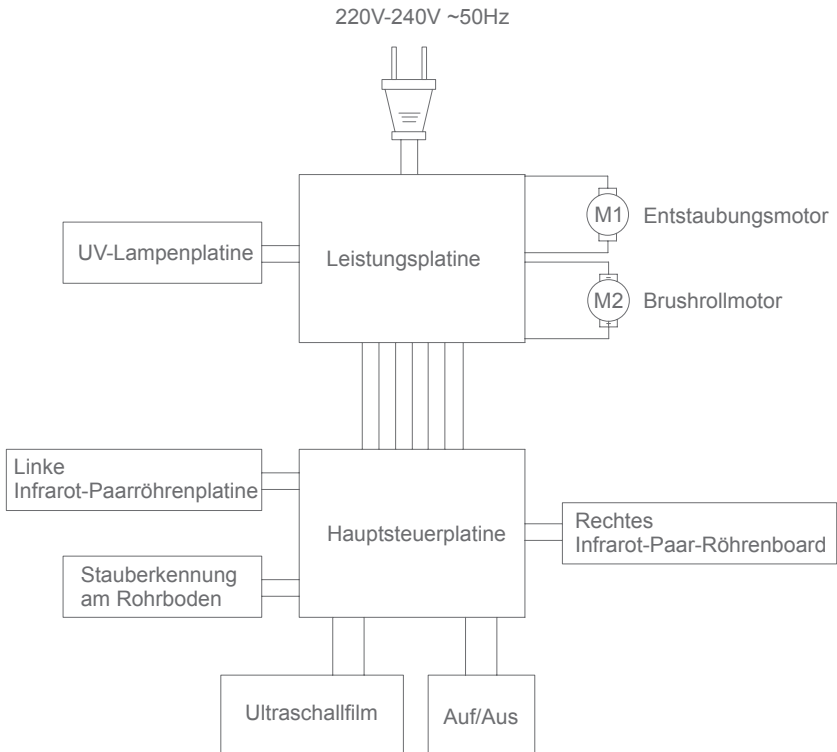 220V-240V ~50Hz
M1
Entstaubungsmotor
UV-Lampenplatine
Leistungsplatine
M2
Brushrollmotor
Linke
Infrarot-Paarröhrenplatine
Hauptsteuerplatine
Rechtes
Infrarot-Paar-Röhrenboard
Stauberkennung
am Rohrboden
Ultraschallfilm
Auf/Aus